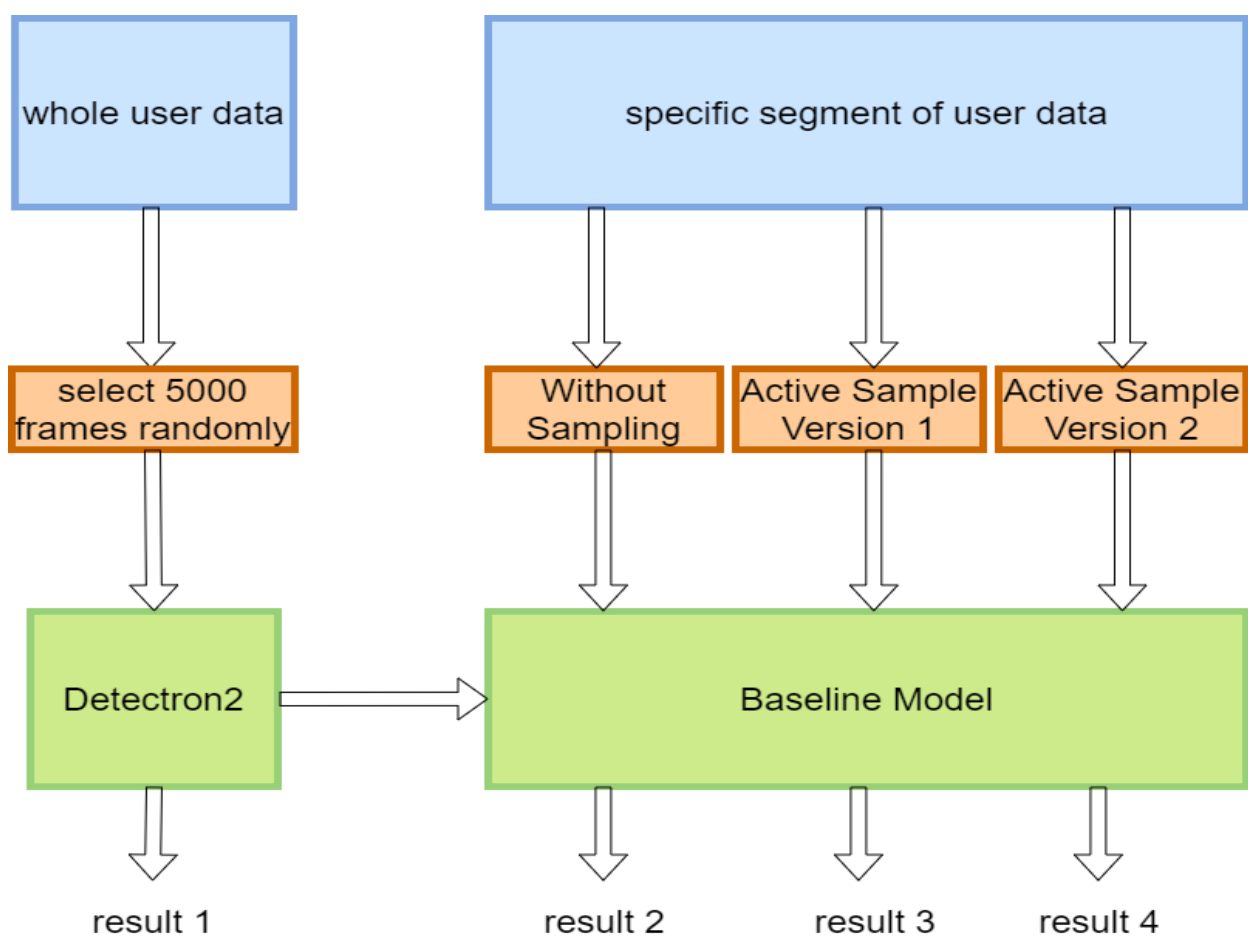 whole user data
specific segment of user data
select 5000
frames randomly
Without
Sampling
Active Sample
Version 1
Active Sample
Version 2
Detectron2
Baseline Model
result 1
result 2
result 3
result 4